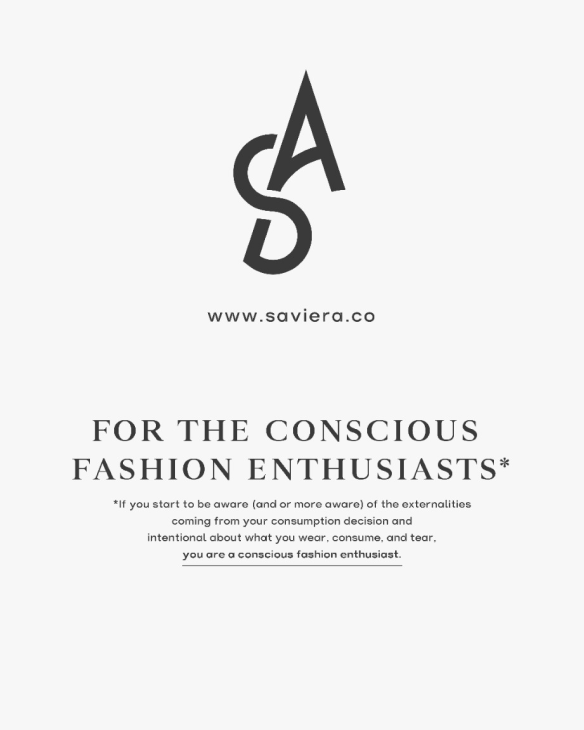 SA
www.saviera.co
FOR THE CONSCIOUS
FASHION ENTHUSIASTS*
*If you start to be aware (and or more aware) of the externalities
coming from your consumption decision and
intentional about what you wear, consume, and tear,
you are a conscious fashion enthusiast.